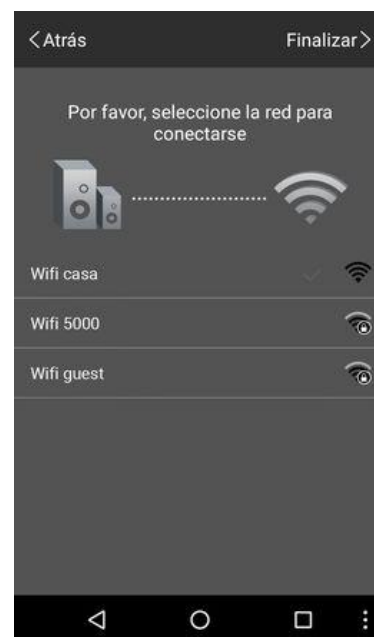 Atrás
Finalizar
Por favor, seleccione la red para
conectarse
Wifi casa
Wifi 5000
Wifi guest